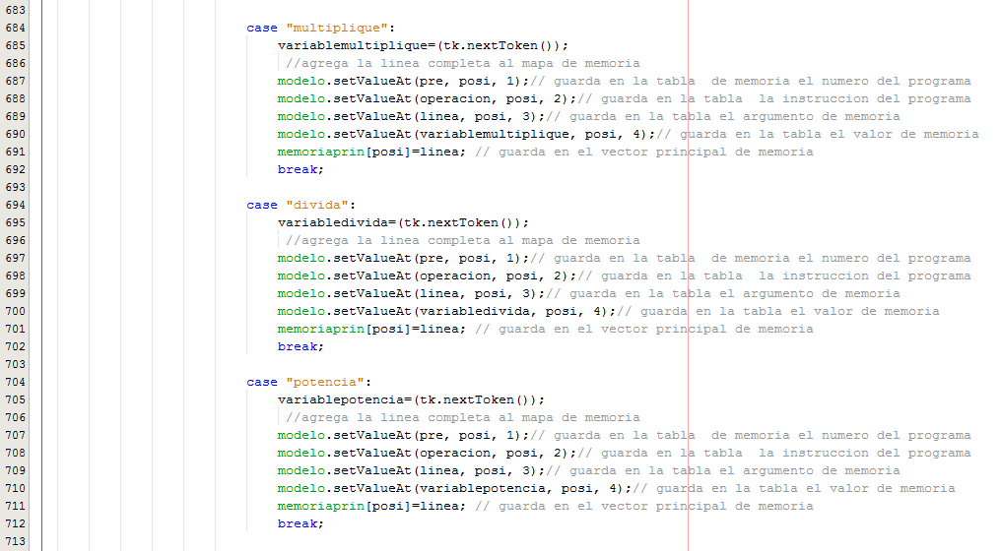 683
684 case "multiplique":
685 variablemultiplique=(tk.nextToken());
686 //agrega la linea completa al mapa de memoria
687 modelo.setValueAt(pre, posi, 1);// guarda en la tabla  de memoria el numero del programa
688 modelo.setValueAt(operacion, posi, 2);// guarda en la tabla  la instruccion del programa
689 modelo.setValueAt(linea, posi, 3);// guarda en la tabla el argumento de memoria
690 modelo.setValueAt(variablemultiplique, posi, 4);// guarda en la tabla el valor de memoria
691 memoriaprin[posi]=linea; // guarda en el vector principal de memoria
692 break;
693
694 case "divida":
695 variabledivida=(tk.nextToken());
696 //agrega la linea completa al mapa de memoria
697 modelo.setValueAt(pre, posi, 1);// guarda en la tabla  de memoria el numero del programa
698 modelo.setValueAt(operacion, posi, 2);// guarda en la tabla  la instruccion del programa
699 modelo.setValueAt(linea, posi, 3);// guarda en la tabla el argumento de memoria
700 modelo.setValueAt(variabledivida, posi, 4);// guarda en la tabla el valor de memoria
701 memoriaprin[posi]=linea; // guarda en el vector principal de memoria
702 break;
703
704 case "potencia":
705 variablepotencia=(tk.nextToken());
706 //agrega la linea completa al mapa de memoria
707 modelo.setValueAt(pre, posi, 1);// guarda en la tabla  de memoria el numero del programa
708 modelo.setValueAt(operacion, posi, 2);// guarda en la tabla  la instruccion del programa
709 modelo.setValueAt(linea, posi, 3);// guarda en la tabla el argumento de memoria
710 modelo.setValueAt(variablepotencia, posi, 4);// guarda en la tabla el valor de memoria
711 memoriaprin[posi]=linea; // guarda en el vector principal de memoria
712 break;
713